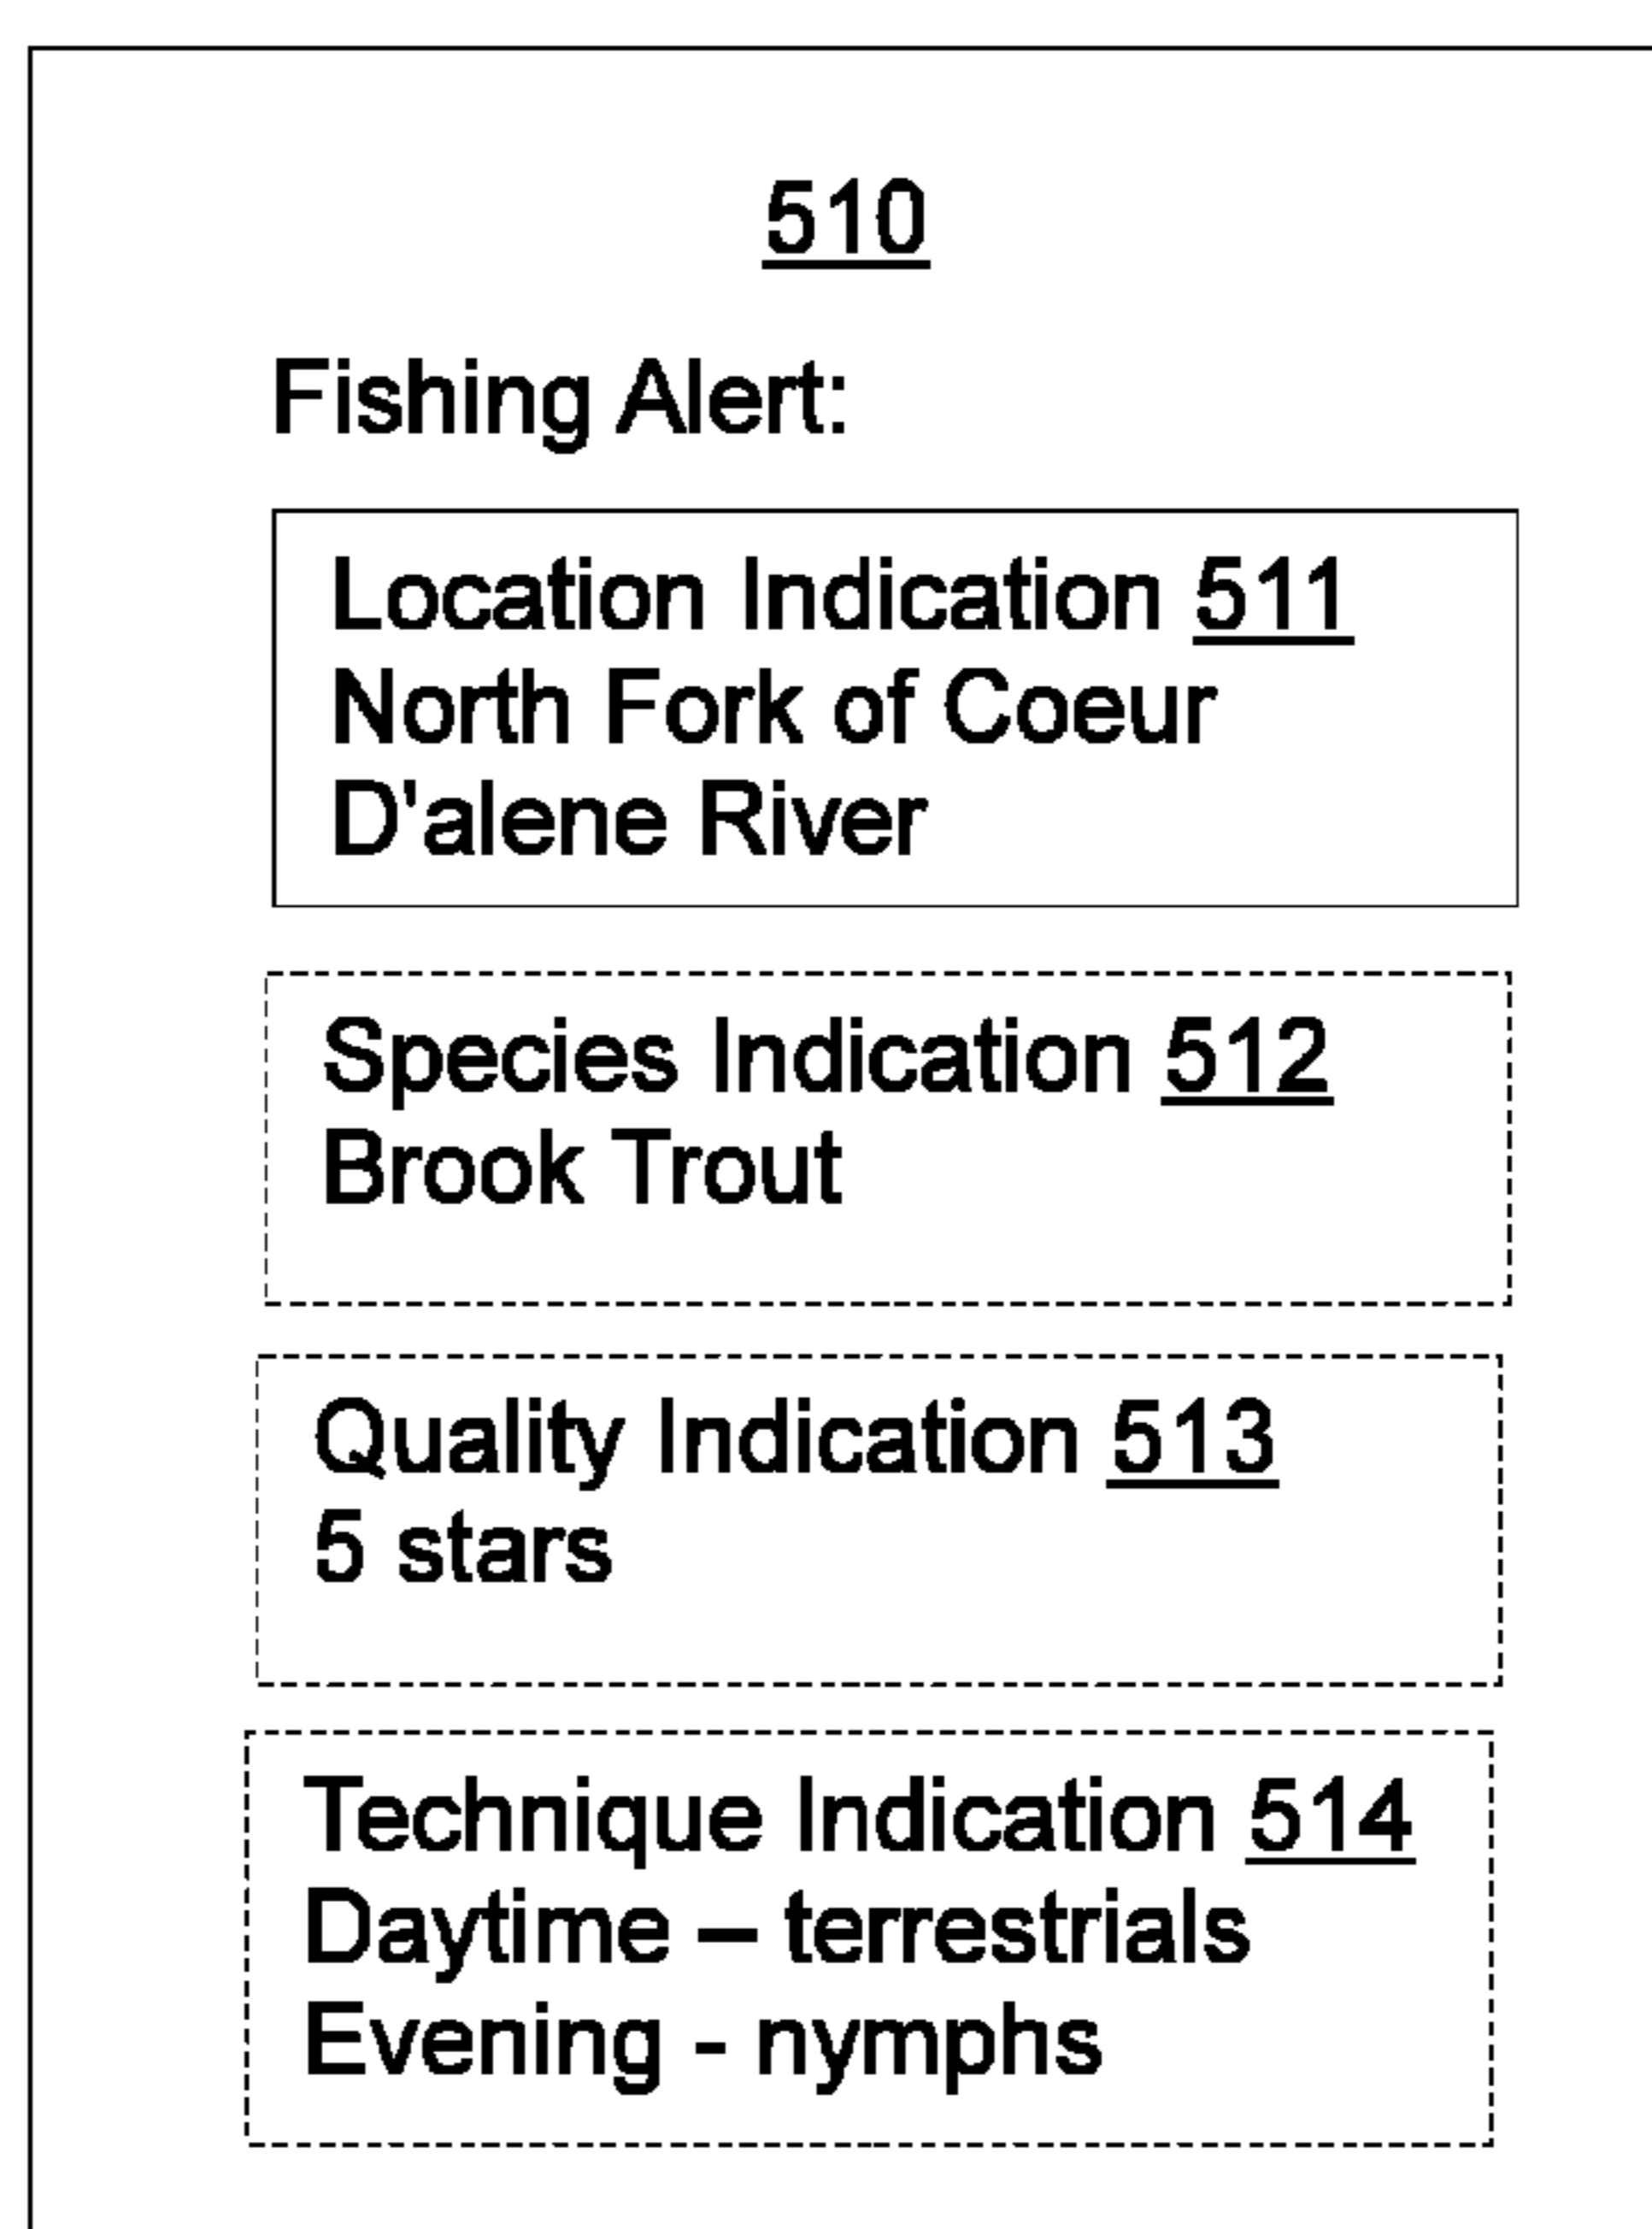 510
Fishing Alert:
Location Indication 511
North Fork of Coeur
D'alene River
Species Indication 512
Brook Trout
Quality Indication 513
5 stars
Technique Indication 514
Daytime – terrestrials
Evening - nymphs